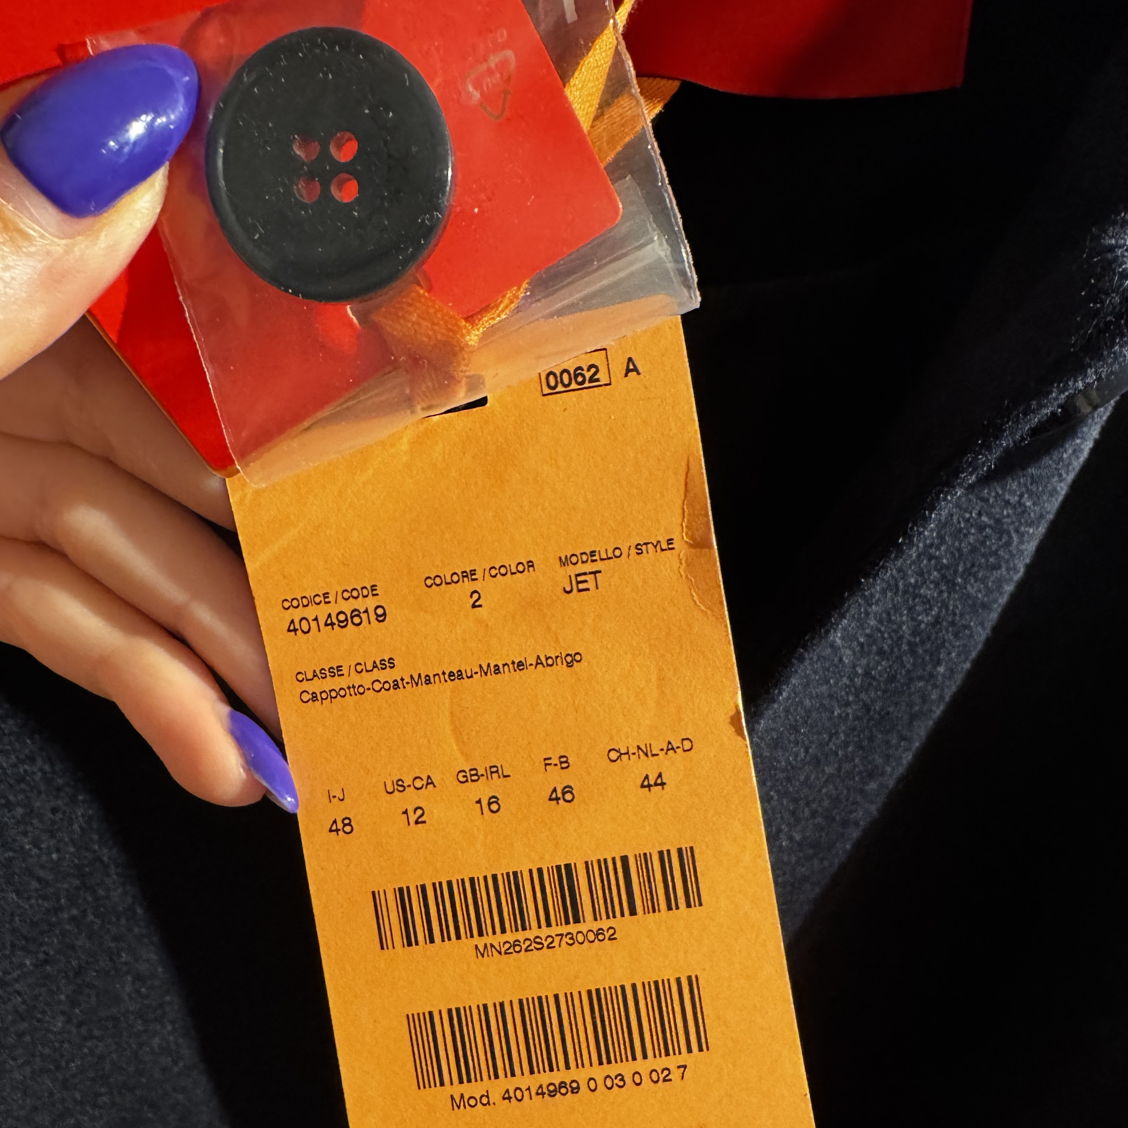 0062 A
CODICE / CODE COLORE / COLOR MODELLO / STYLE
40149619 2 JET
CLASSE / CLASS
Cappotto-Coat-Manteau-Mantel-Abrigo
I-J US-CA GB-IRL F-B CH-NL-A-D
48 12 16 46 44
MN262S2730062
Mod. 4014969 0 03 0 02 7